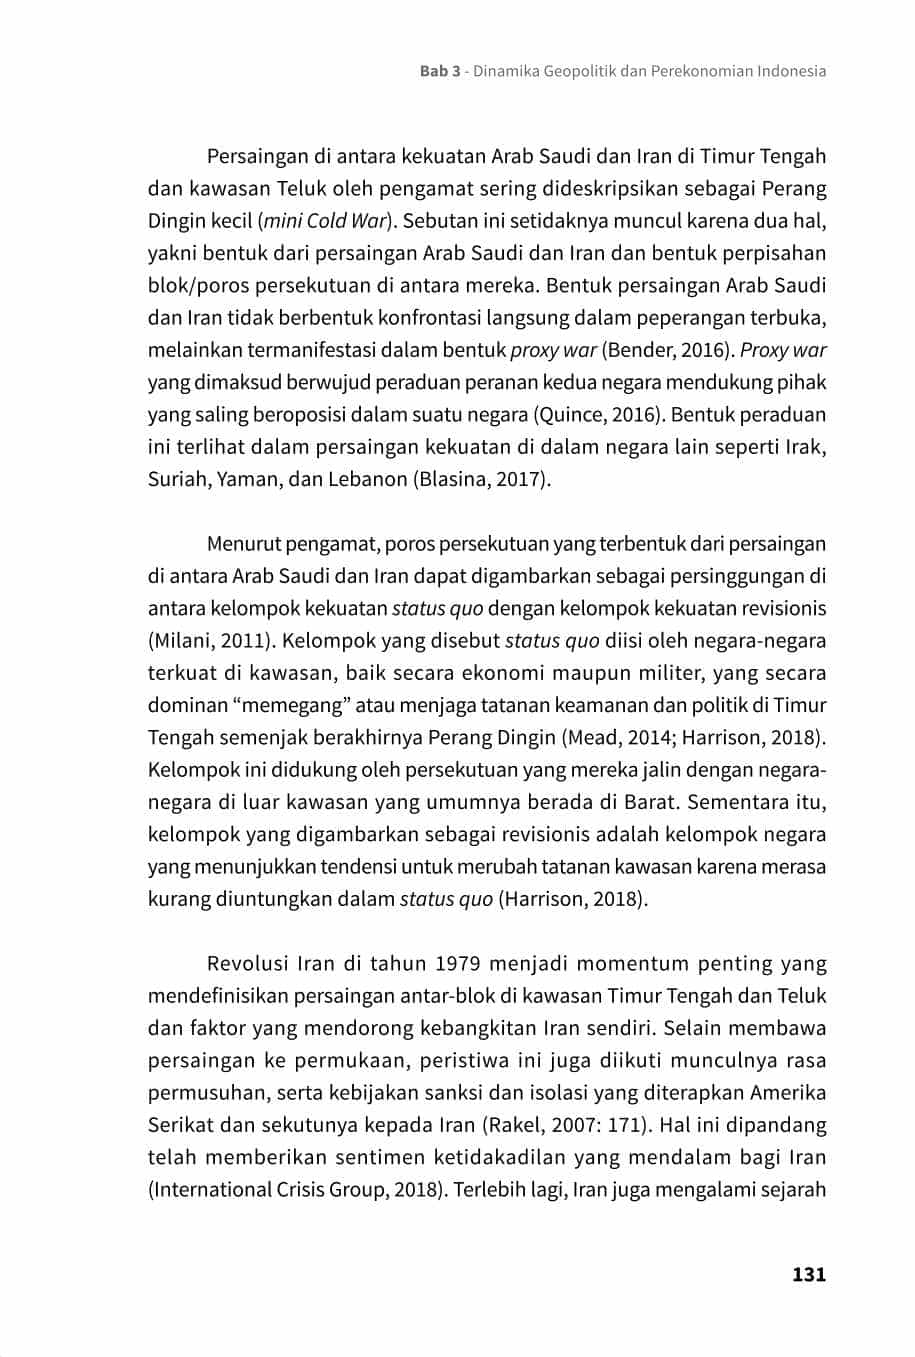 Bab 3 - Dinamika Geopolitik dan Perekonomian Indonesia
Persaingan di antara kekuatan Arab Saudi dan Iran di Timur Tengah
dan kawasan Teluk oleh pengamat sering dideskripsikan sebagai Perang
Dingin kecil (mini Cold War). Sebutan ini setidaknya muncul karena dua hal,
yakni bentuk dari persaingan Arab Saudi dan Iran dan bentuk perpisahan
blok/poros persekutuan di antara mereka. Bentuk persaingan Arab Saudi
dan Iran tidak berbentuk konfrontasi langsung dalam peperangan terbuka,
melainkan termanifestasi dalam bentuk proxy war (Bender, 2016). Proxy war
yang dimaksud berwujud peraduan peranan kedua negara mendukung pihak
yang saling beroposisi dalam suatu negara (Quince, 2016). Bentuk peraduan
ini terlihat dalam persaingan kekuatan di dalam negara lain seperti Irak,
Suriah, Yaman, dan Lebanon (Blasina, 2017).
Menurut pengamat, poros persekutuan yang terbentuk dari persaingan
di antara Arab Saudi dan Iran dapat digambarkan sebagai persinggungan di
antara kelompok kekuatan status quo dengan kelompok kekuatan revisionis
(Milani, 2011). Kelompok yang disebut status quo diisi oleh negara-negara
terkuat di kawasan, baik secara ekonomi maupun militer, yang secara
dominan “memegang” atau menjaga tatanan keamanan dan politik di Timur
Tengah semenjak berakhirnya Perang Dingin (Mead, 2014; Harrison, 2018).
Kelompok ini didukung oleh persekutuan yang mereka jalin dengan negara-
negara di luar kawasan yang umumnya berada di Barat. Sementara itu,
kelompok yang digambarkan sebagai revisionis adalah kelompok negara
yang menunjukkan tendensi untuk merubah tatanan kawasan karena merasa
kurang diuntungkan dalam status quo (Harrison, 2018).
Revolusi Iran di tahun 1979 menjadi momentum penting yang
mendefinisikan persaingan antar-blok di kawasan Timur Tengah dan Teluk
dan faktor yang mendorong kebangkitan Iran sendiri. Selain membawa
persaingan ke permukaan, peristiwa ini juga diikuti munculnya rasa
permusuhan, serta kebijakan sanksi dan isolasi yang diterapkan Amerika
Serikat dan sekutunya kepada Iran (Rakel, 2007: 171). Hal ini dipandang
telah memberikan sentimen ketidakadilan yang mendalam bagi Iran
(International Crisis Group, 2018). Terlebih lagi, Iran juga mengalami sejarah
131